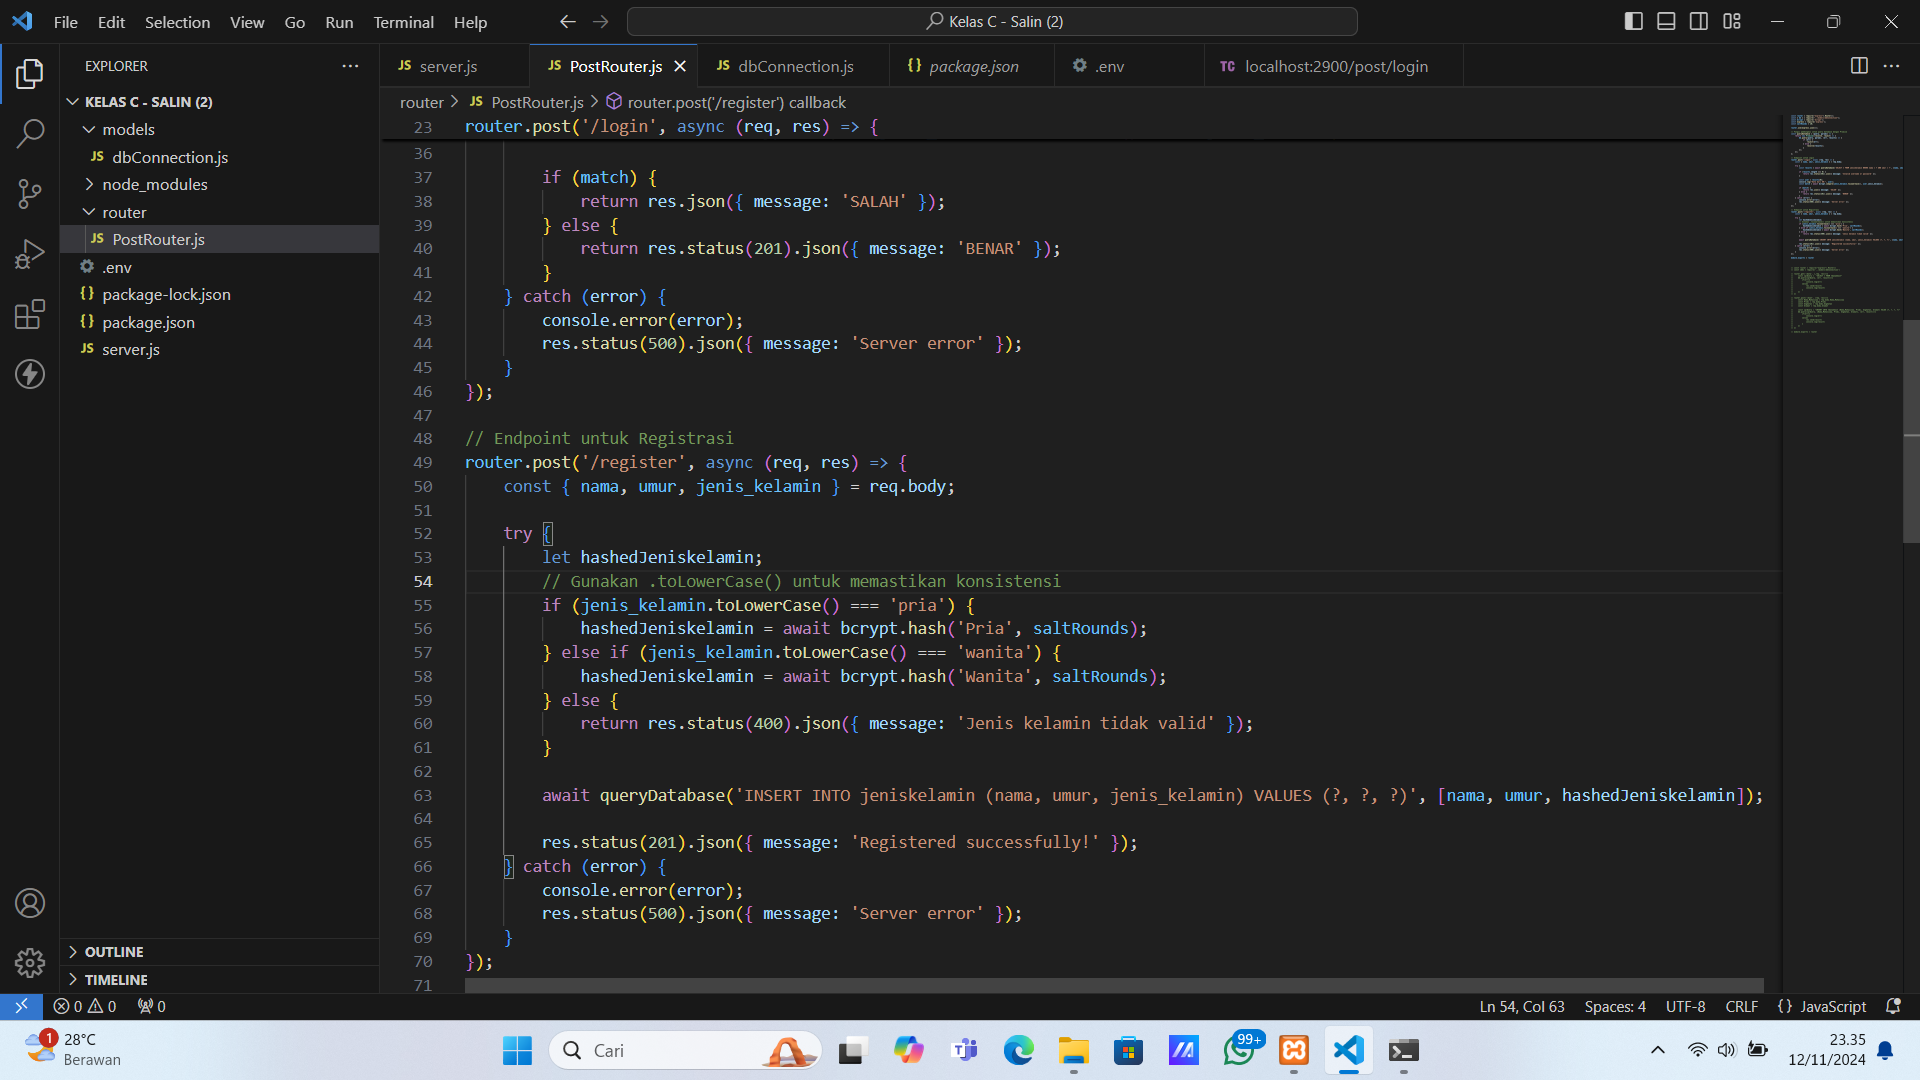 File Edit Selection View Go Run Terminal Help
Kelas C - Salin (2)
EXPLORER
KELAS C - SALIN (2)
models
JS dbConnection.js
node_modules
router
JS PostRouter.js
.env
{} package-lock.json
{} package.json
JS server.js
OUTLINE
TIMELINE
JS server.js
JS PostRouter.js
JS dbConnection.js
{} package.json
.env
TC localhost:2900/post/login
router > JS PostRouter.js > router.post('/register') callback
23 router.post('/login', async (req, res) => {
36
37 if (match) {
38 return res.json({ message: 'SALAH' });
39 } else {
40 return res.status(201).json({ message: 'BENAR' });
41 }
42 } catch (error) {
43 console.error(error);
44 res.status(500).json({ message: 'Server error' });
45 }
46 });
47
48 // Endpoint untuk Registrasi
49 router.post('/register', async (req, res) => {
50 const { nama, umur, jenis_kelamin } = req.body;
51
52 try {
53 let hashedJeniskelamin;
54 // Gunakan .toLowerCase() untuk memastikan konsistensi
55 if (jenis_kelamin.toLowerCase() === 'pria') {
56 hashedJeniskelamin = await bcrypt.hash('Pria', saltRounds);
57 } else if (jenis_kelamin.toLowerCase() === 'wanita') {
58 hashedJeniskelamin = await bcrypt.hash('Wanita', saltRounds);
59 } else {
60 return res.status(400).json({ message: 'Jenis kelamin tidak valid' });
61 }
62
63 await queryDatabase('INSERT INTO jeniskelamin (nama, umur, jenis_kelamin) VALUES (?, ?, ?)', [nama, umur, hashedJeniskelamin]);
64
65 res.status(201).json({ message: 'Registered successfully!' });
66 } catch (error) {
67 console.error(error);
68 res.status(500).json({ message: 'Server error' });
69 }
70 });
71
0 0 0
Ln 54, Col 63 Spaces: 4 UTF-8 CRLF {} JavaScript
1
28°C
Berawan
Cari
99+
23.35
12/11/2024